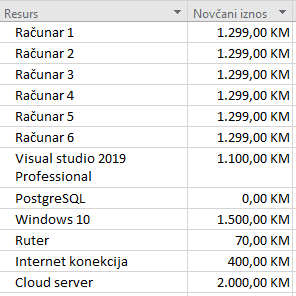 Resurs Novčani iznos
Računar 1 1.299,00 KM
Računar 2 1.299,00 KM
Računar 3 1.299,00 KM
Računar 4 1.299,00 KM
Računar 5 1.299,00 KM
Računar 6 1.299,00 KM
Visual studio 2019 1.100,00 KM
Professional
PostgreSQL 0,00 KM
Windows 10 1.500,00 KM
Ruter 70,00 KM
Internet konekcija 400,00 KM
Cloud server 2.000,00 KM